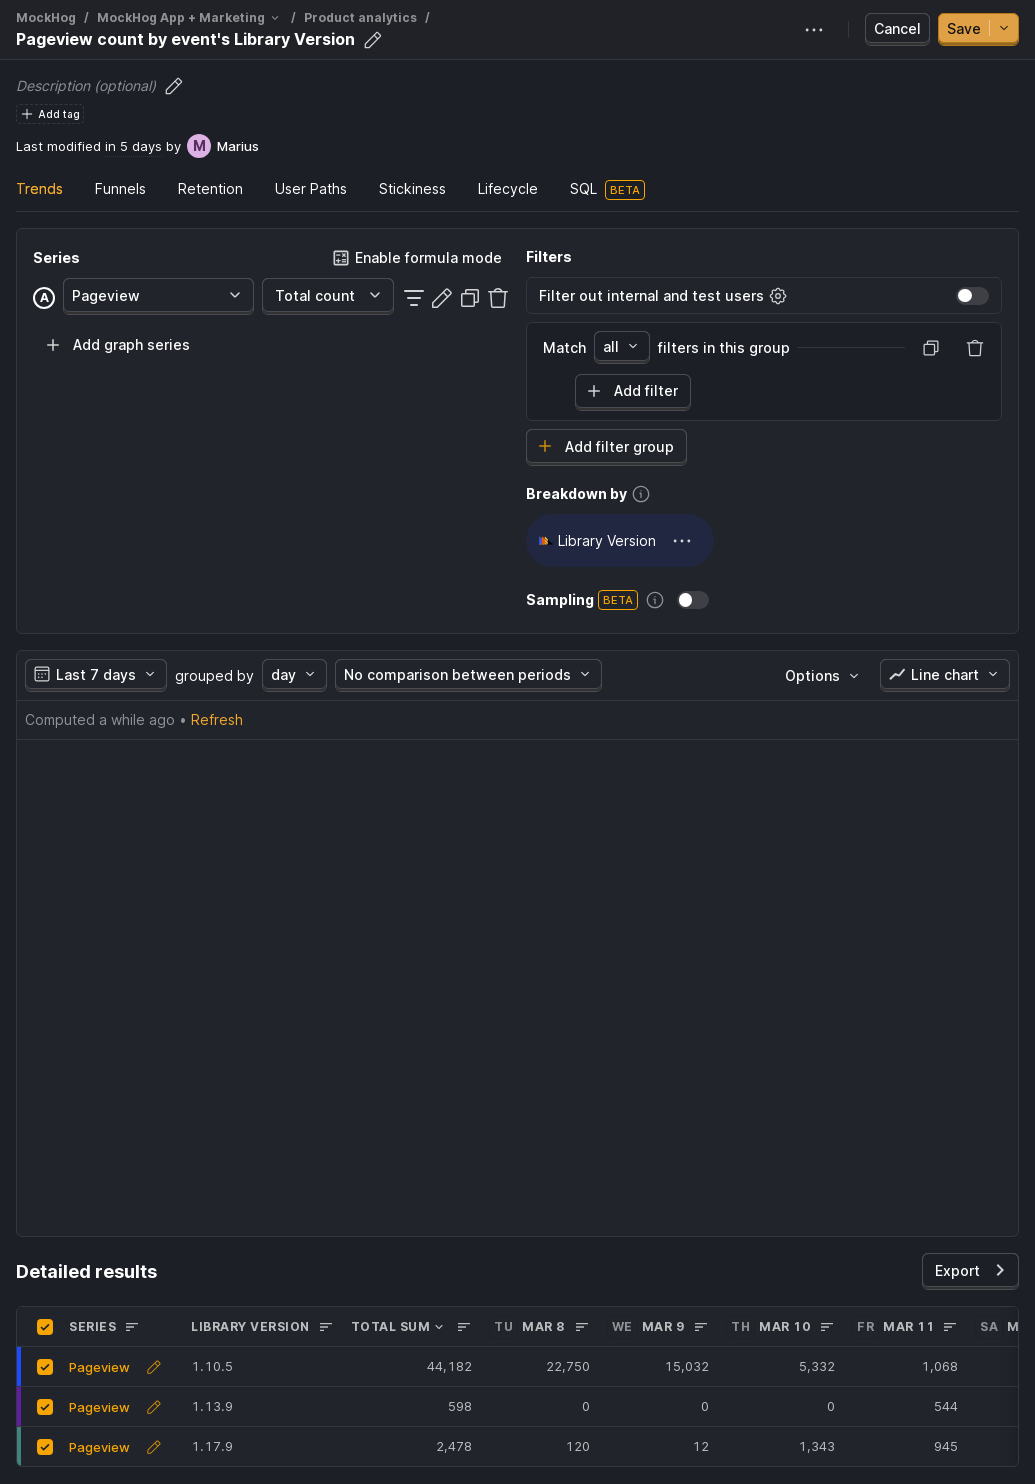 MockHog / MockHog App + Marketing / Product analytics /
Pageview count by event's Library Version
Cancel
Save
Description (optional)
Add tag
Last modified in 5 days by M Marius
Trends Funnels Retention User Paths Stickiness Lifecycle SQL BETA
Series
Enable formula mode
A Pageview Total count
Add graph series
Filters
Filter out internal and test users
Match all filters in this group
Add filter
Add filter group
Breakdown by
Library Version
Sampling BETA
Last 7 days grouped by day No comparison between periods Options Line chart
Computed a while ago • Refresh
Detailed results
Export
SERIES LIBRARY VERSION TOTAL SUM TU MAR 8 WE MAR 9 TH MAR 10 FR MAR 11 SA M
Pageview 1.10.5 44,182 22,750 15,032 5,332 1,068
Pageview 1.13.9 598 0 0 0 544
Pageview 1.17.9 2,478 120 12 1,343 945